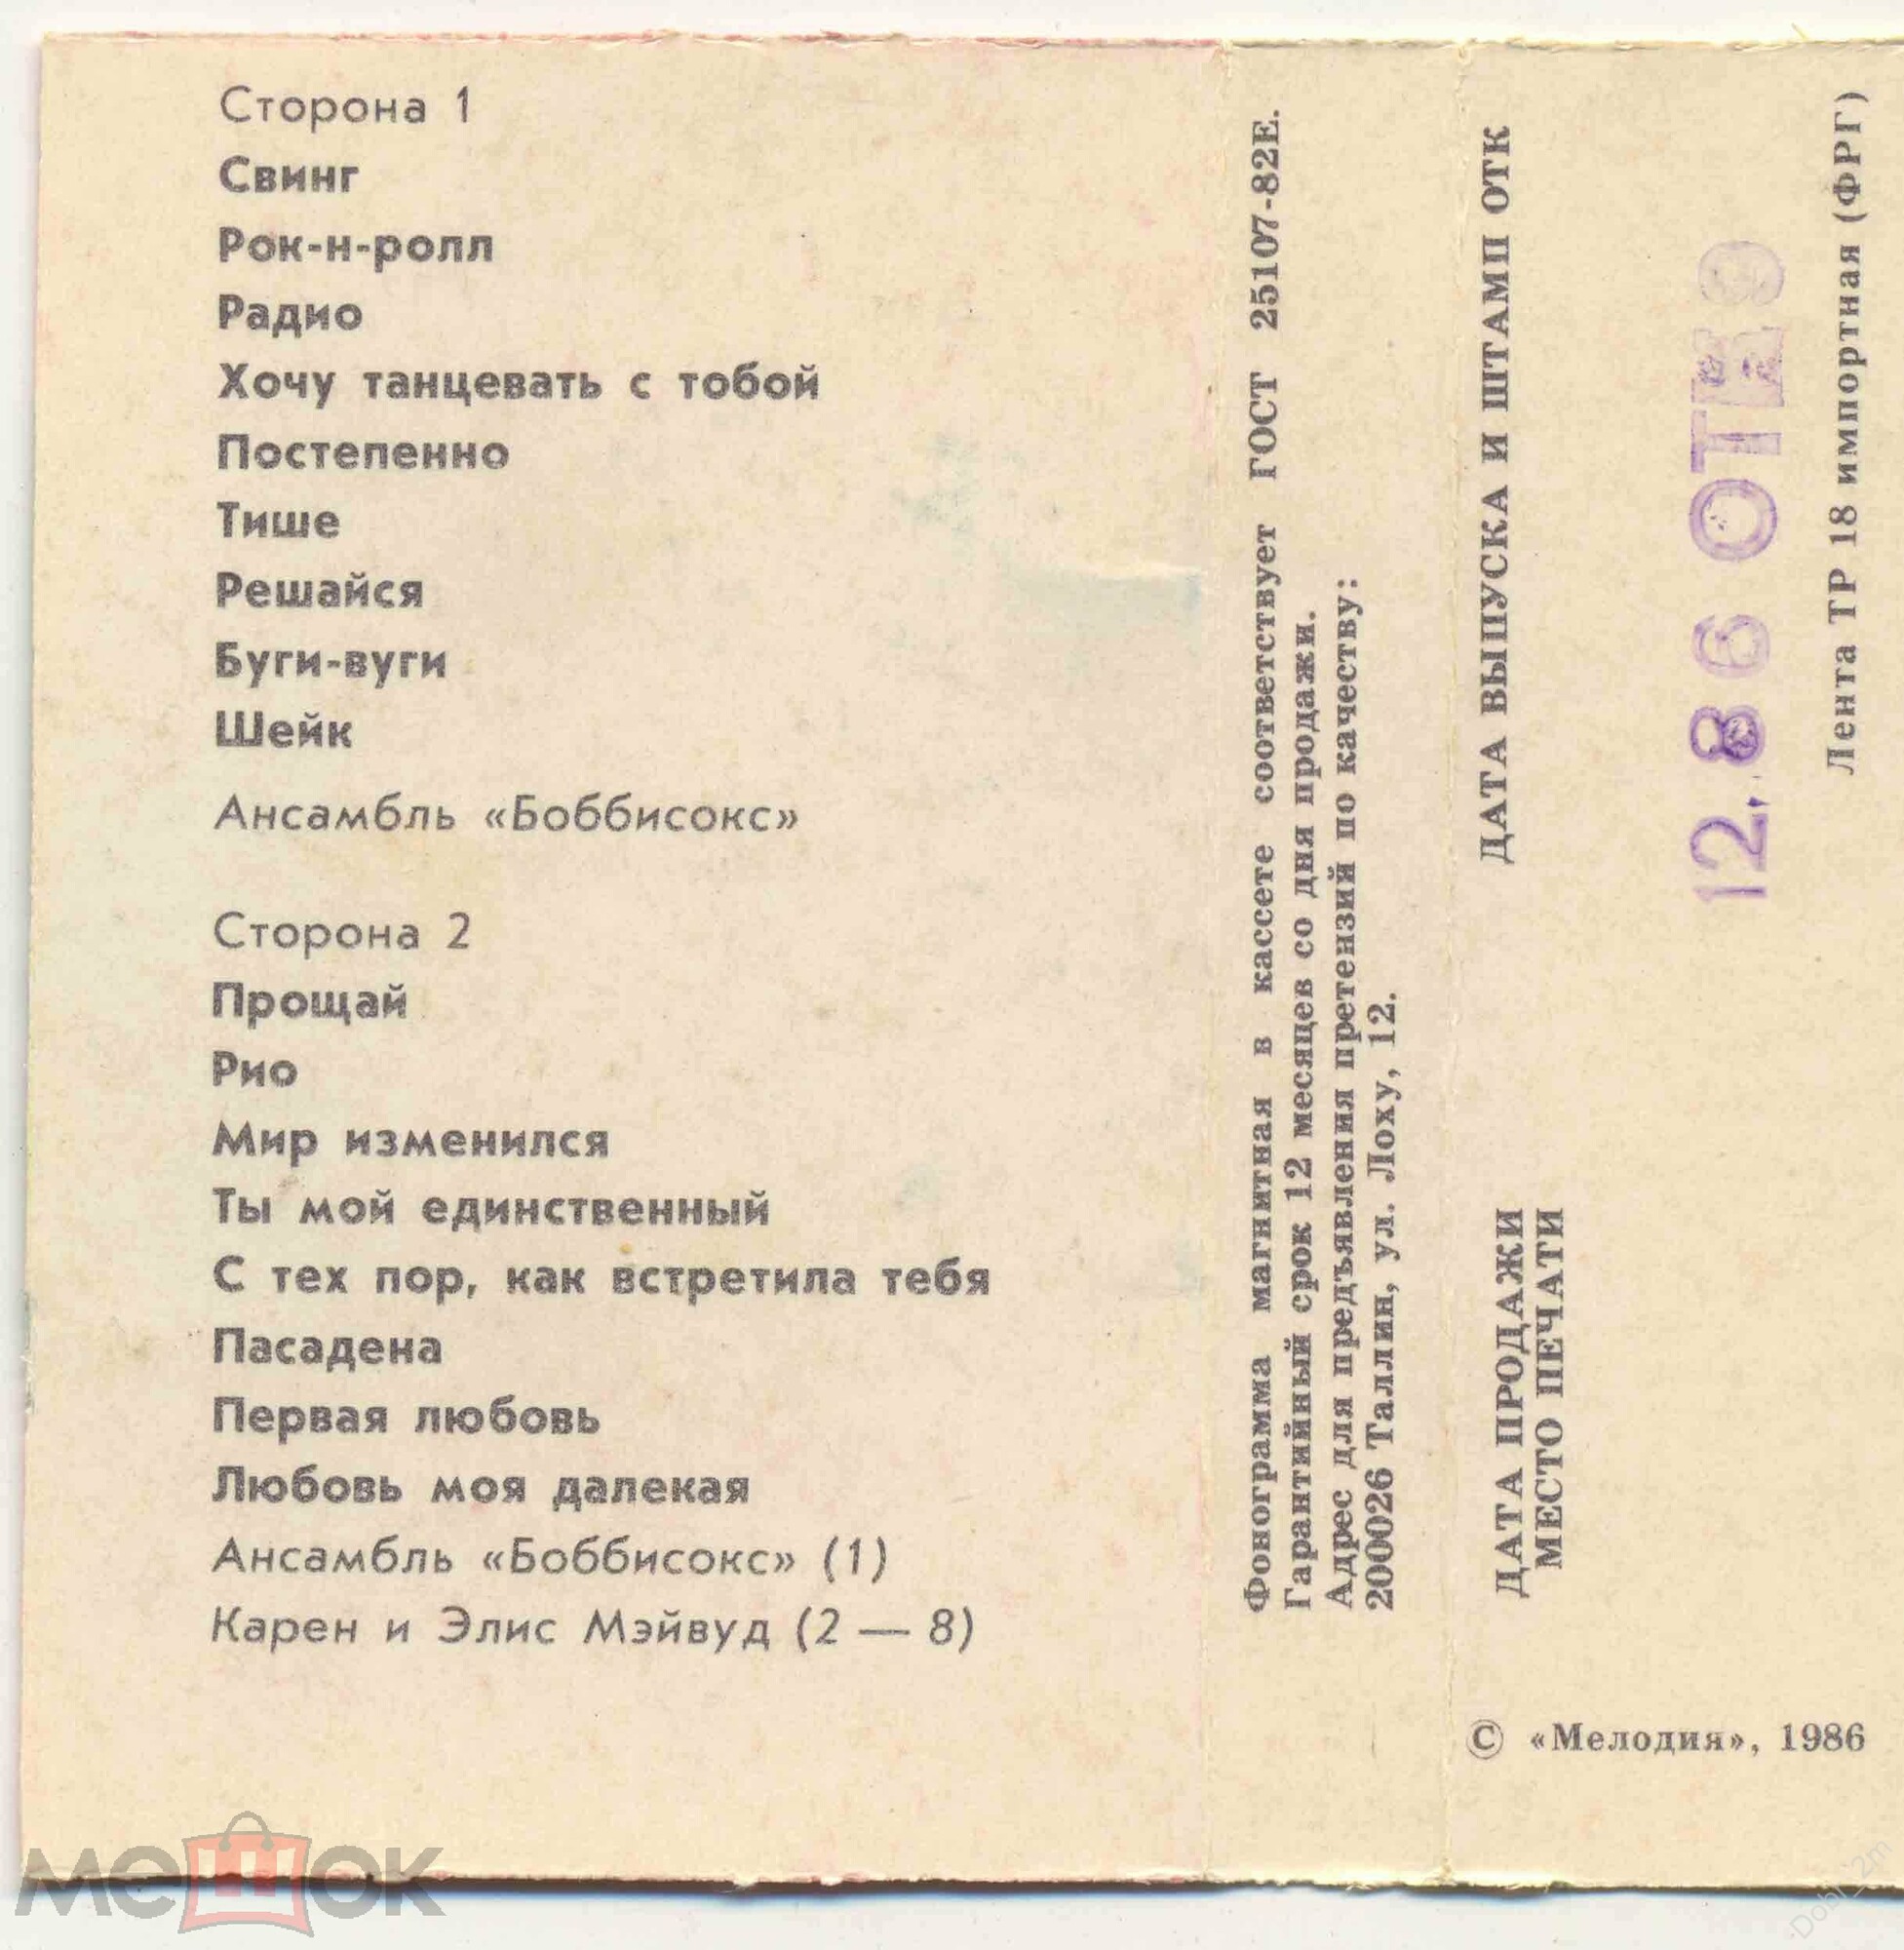 Сторона 1
Свинг
Рок-н-ролл
Радио
Хочу танцевать с тобой
Постепенно
Тише
Решайся
Буги-вуги
Шейк
Ансамбль «Боббисокс»
Сторона 2
Прощай
Рио
Мир изменился
Ты мой единственный
С тех пор, как встретила тебя
Пасадена
Первая любовь
Любовь моя далекая
Ансамбль «Боббисокс» (1)
Карен и Элис Мэйвуд (2 — 8)
Фонограмма магнитная в кассете соответствует ГОСТ 25107-82Е.
Гарантийный срок 12 месяцев со дня продажи.
Адрес для предъявления претензий по качеству:
200026 Таллин, ул. Лоху, 12.
ДАТА ВЫПУСКА И ШТАМП ОТК
12.86 ОТК
Лента ТР 18 импортная (ФРГ)
ДАТА ПРОДАЖИ
МЕСТО ПЕЧАТИ
© «Мелодия», 1986
мешок